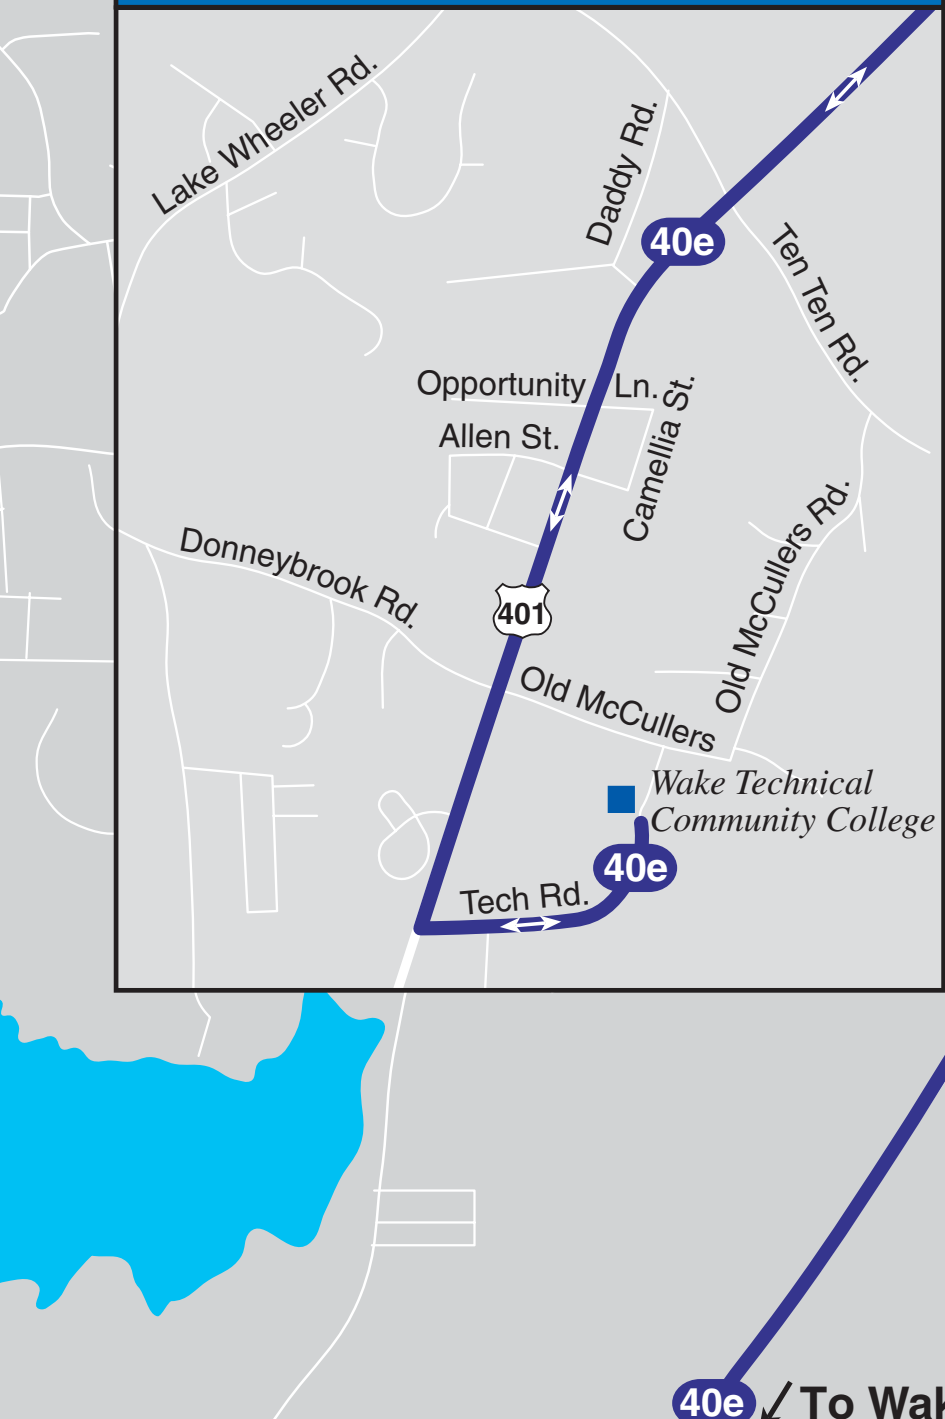 Lake Wheeler Rd.
Daddy Rd.
40e
Ten Ten Rd.
Opportunity Ln.
Camellia St.
Allen St.
Old McCullers Rd.
Donneybrook Rd.
401
Old McCullers
Wake Technical
Community College
40e
Tech Rd.
40e
To